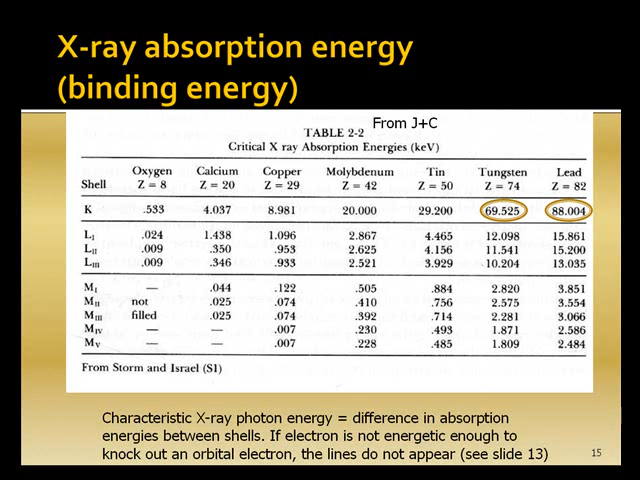 X-ray absorption energy
(binding energy)
From J+C
TABLE 2-2
Critical X ray Absorption Energies (keV)
Oxygen Calcium Copper Molybdenum Tin Tungsten Lead
Shell Z = 8 Z = 20 Z = 29 Z = 42 Z = 50 Z = 74 Z = 82
K .533 4.037 8.981 20.000 29.200 69.525 88.004
LI .024 1.438 1.096 2.867 4.465 12.098 15.861
LII .009 .350 .953 2.625 4.156 11.541 15.200
LIII .009 .346 .933 2.521 3.929 10.204 13.035
MI — .044 .122 .505 .884 2.820 3.851
MII not .025 .074 .410 .756 2.575 3.554
MIII filled .025 .074 .392 .714 2.281 3.066
MIV — — .007 .230 .493 1.871 2.586
MV — — .007 .228 .485 1.809 2.484
From Storm and Israel (S1)
Characteristic X-ray photon energy = difference in absorption
energies between shells. If electron is not energetic enough to
knock out an orbital electron, the lines do not appear (see slide 13)
15